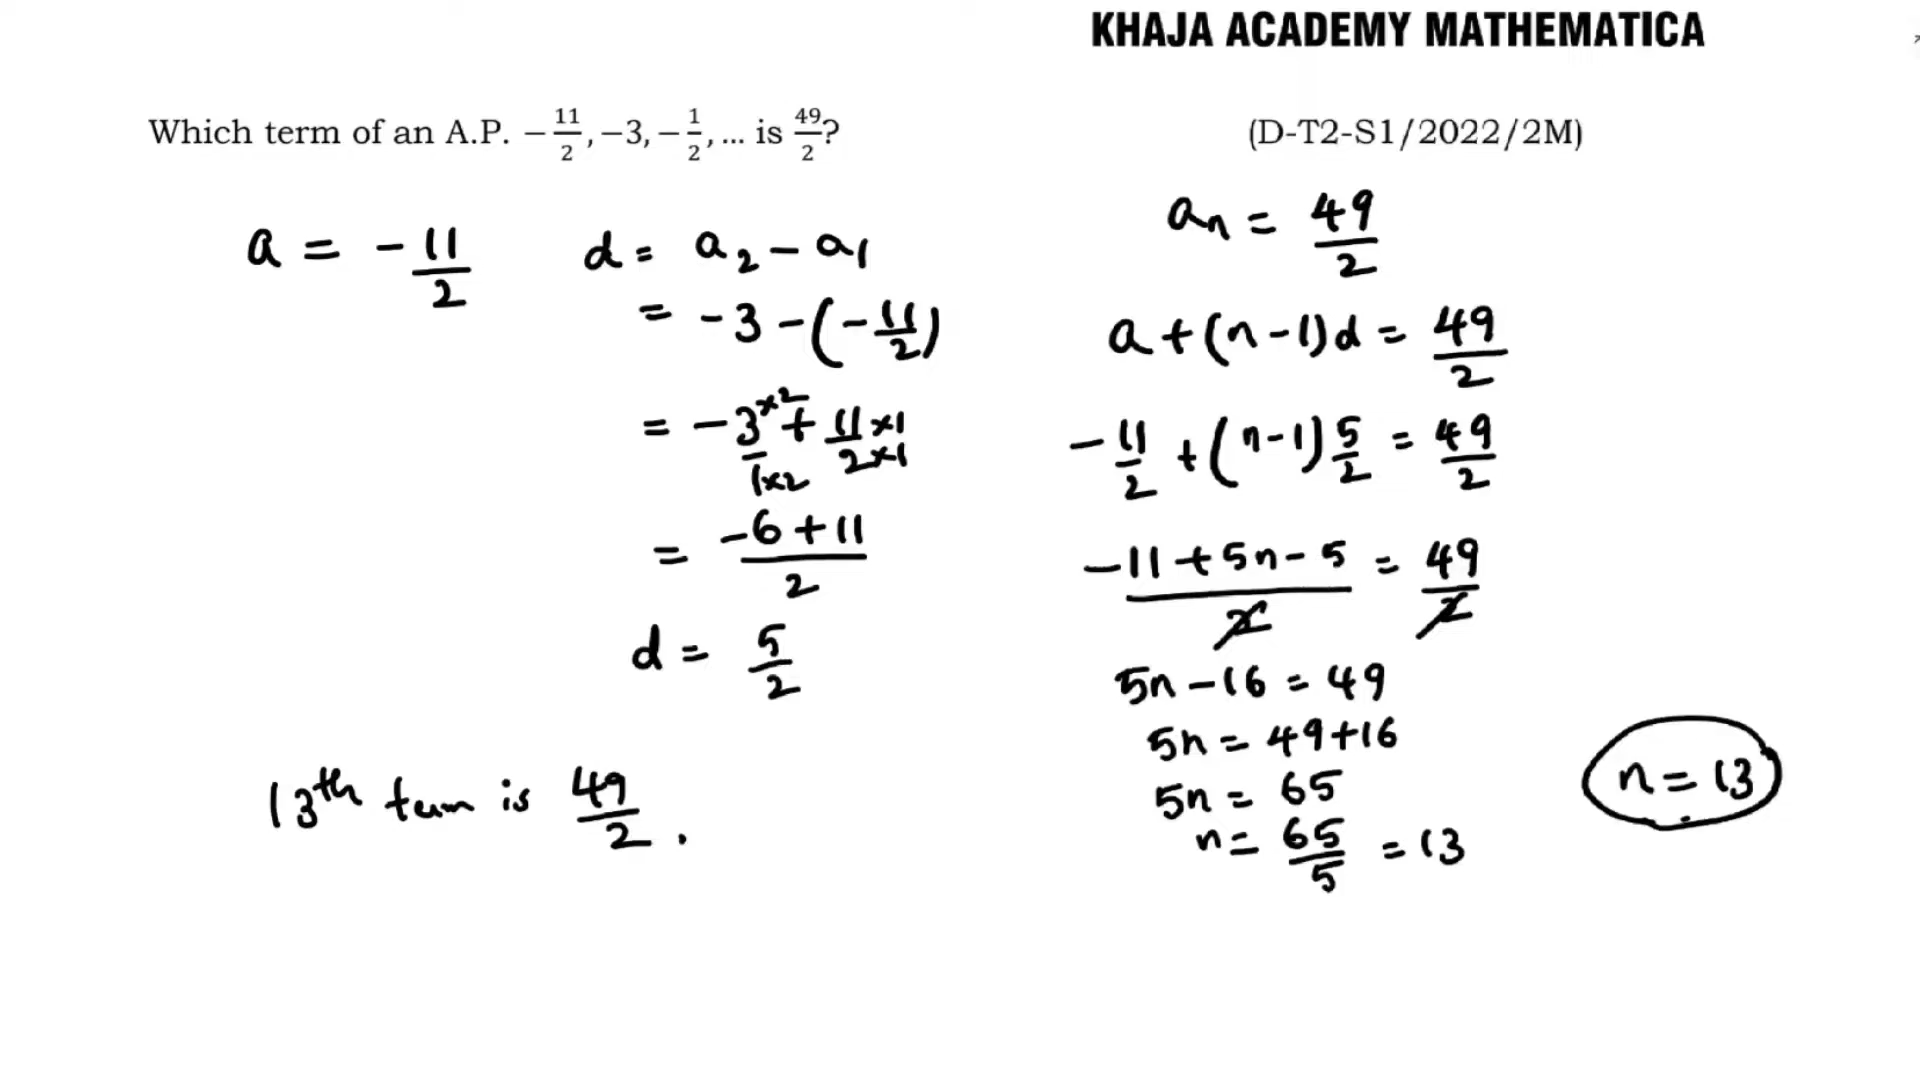 KHAJA ACADEMY MATHEMATICA
Which term of an A.P. −11/2, −3, −1/2, ... is 49/2?
(D-T2-S1/2022/2M)
a = -11/2
d = a2 - a1
= -3 - (-11/2)
= -3×2/1×2 + 11×1/2×1
= -6+11/2
d = 5/2
13th term is 49/2.
an = 49/2
a+(n-1)d = 49/2
-11/2 + (n-1)5/2 = 49/2
-11+5n-5/2 = 49/2
5n-16 = 49
5n = 49+16
5n = 65
n = 65/5 = 13
n = 13